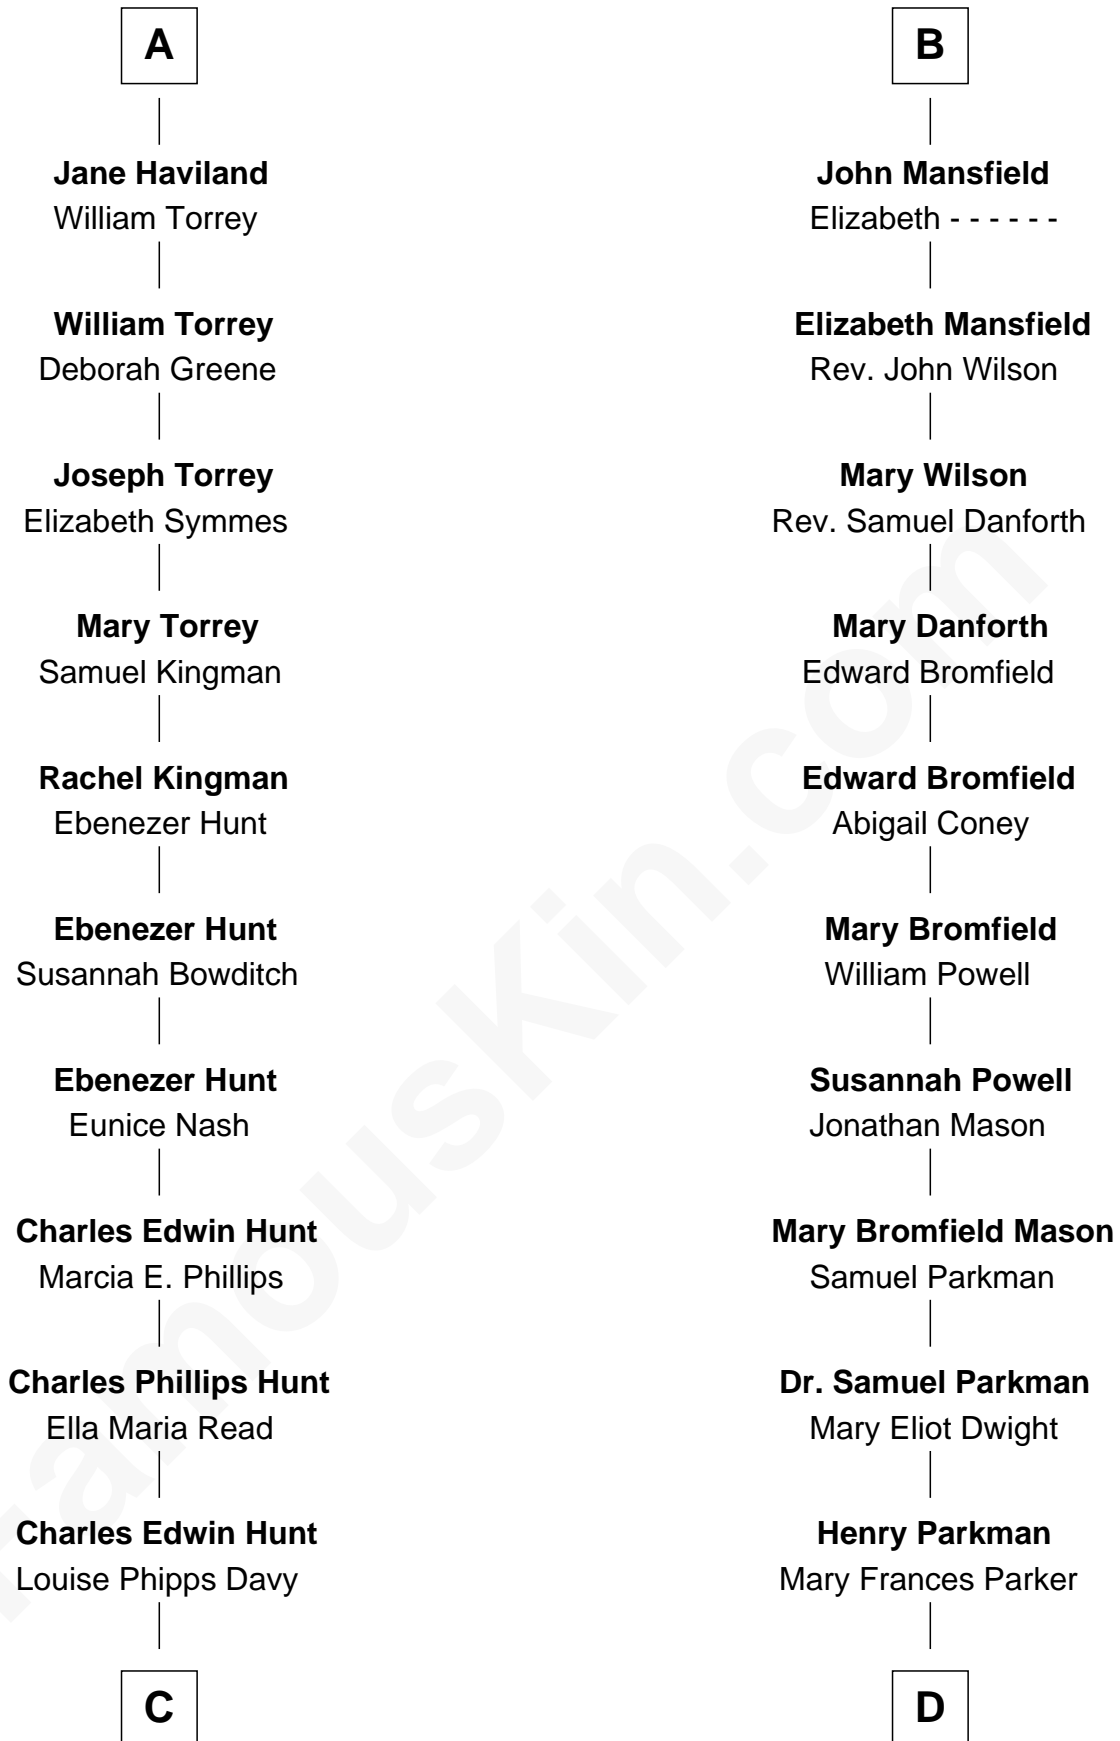 A
Jane Haviland
William Torrey
William Torrey
Deborah Greene
Joseph Torrey
Elizabeth Symmes
Mary Torrey
Samuel Kingman
Rachel Kingman
Ebenezer Hunt
Ebenezer Hunt
Susannah Bowditch
Ebenezer Hunt
Eunice Nash
Charles Edwin Hunt
Marcia E. Phillips
Charles Phillips Hunt
Ella Maria Read
Charles Edwin Hunt
Louise Phipps Davy
C
B
John Mansfield
Elizabeth - - - - - -
Elizabeth Mansfield
Rev. John Wilson
Mary Wilson
Rev. Samuel Danforth
Mary Danforth
Edward Bromfield
Edward Bromfield
Abigail Coney
Mary Bromfield
William Powell
Susannah Powell
Jonathan Mason
Mary Bromfield Mason
Samuel Parkman
Dr. Samuel Parkman
Mary Eliot Dwight
Henry Parkman
Mary Frances Parker
D
FamousKin.com